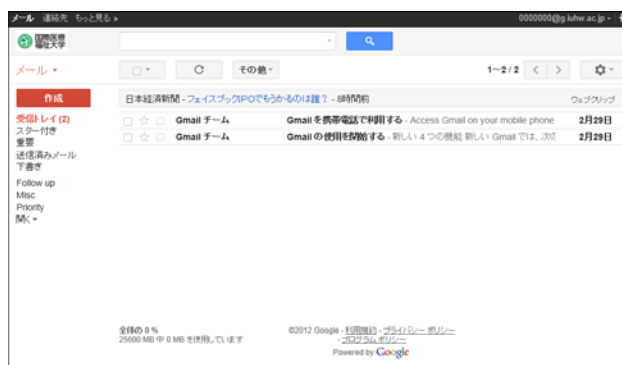 メール 連絡先 もっと見る »
0000000@g.iuhw.ac.jp
国際医療
福祉大学
メール
その他
1~2 / 2
作成
日本経済新聞 - フェイスブックIPOでもうかるのは誰？ - 8時間前
ウェブクリップ
受信トレイ (2)
スター付き
重要
送信済みメール
下書き
Follow up
Misc
Priority
開く
Gmail チーム Gmail を携帯電話で利用する - Access Gmail on your mobile phone 2月29日
Gmail チーム Gmail の使用を開始する - 新しい 4 つの機能 新しい Gmail では、次の 2月29日
全体の 0 %
25600 MB 中 0 MB を使用しています
©2012 Google - 利用規約 - プライバシー ポリシー
- プログラム ポリシー
Powered by Google